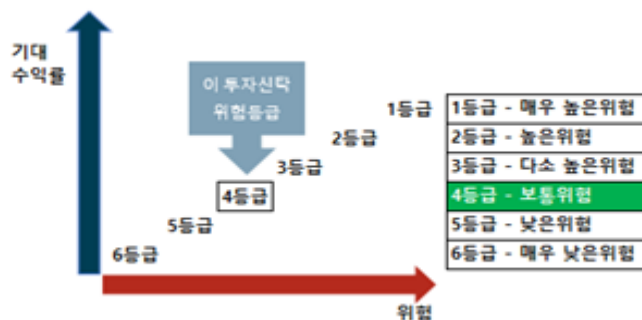 기대
수익률
이 투자신탁
위험등급
1등급
2등급
3등급
4등급
5등급
6등급
위험
1등급 - 매우 높은위험
2등급 - 높은위험
3등급 - 다소 높은위험
4등급 - 보통위험
5등급 - 낮은위험
6등급 - 매우 낮은위험